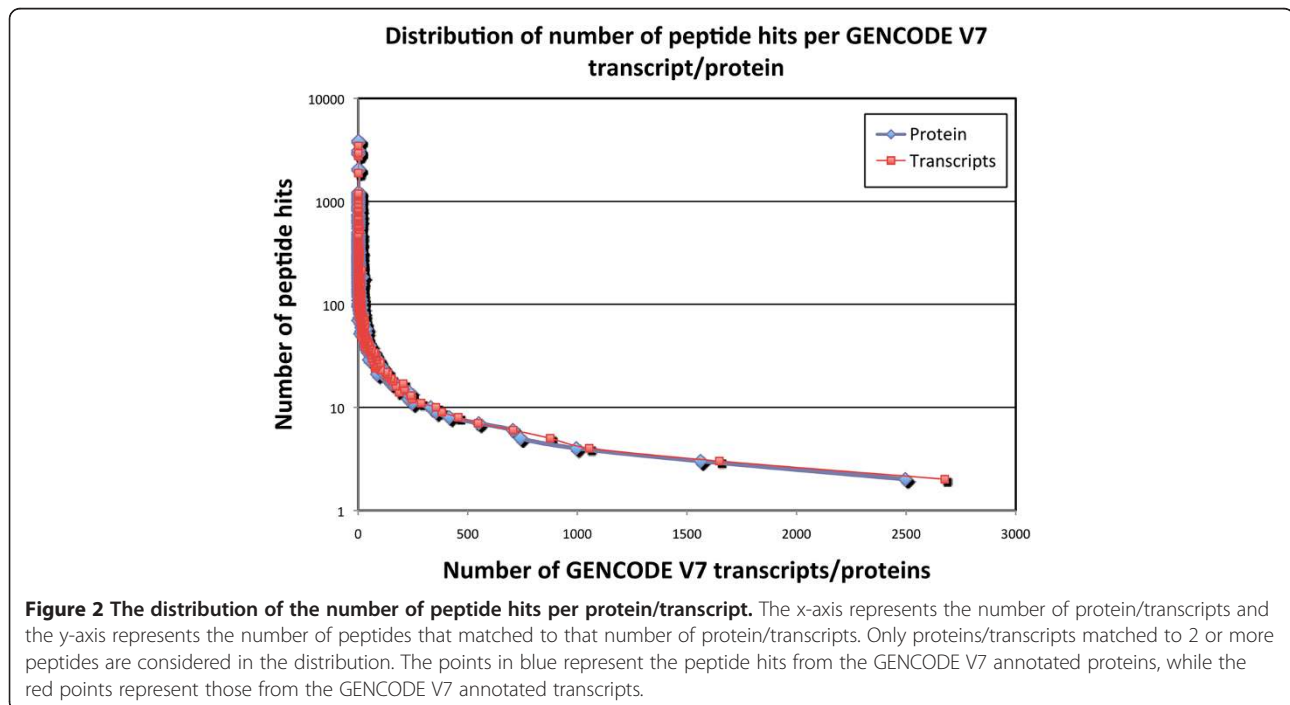 Distribution of number of peptide hits per GENCODE V7
transcript/protein
10000
1000
100
10
1
Number of peptide hits
Protein
Transcripts
0 500 1000 1500 2000 2500 3000
Number of GENCODE V7 transcripts/proteins
Figure 2 The distribution of the number of peptide hits per protein/transcript. The x-axis represents the number of protein/transcripts and
the y-axis represents the number of peptides that matched to that number of protein/transcripts. Only proteins/transcripts matched to 2 or more
peptides are considered in the distribution. The points in blue represent the peptide hits from the GENCODE V7 annotated proteins, while the
red points represent those from the GENCODE V7 annotated transcripts.